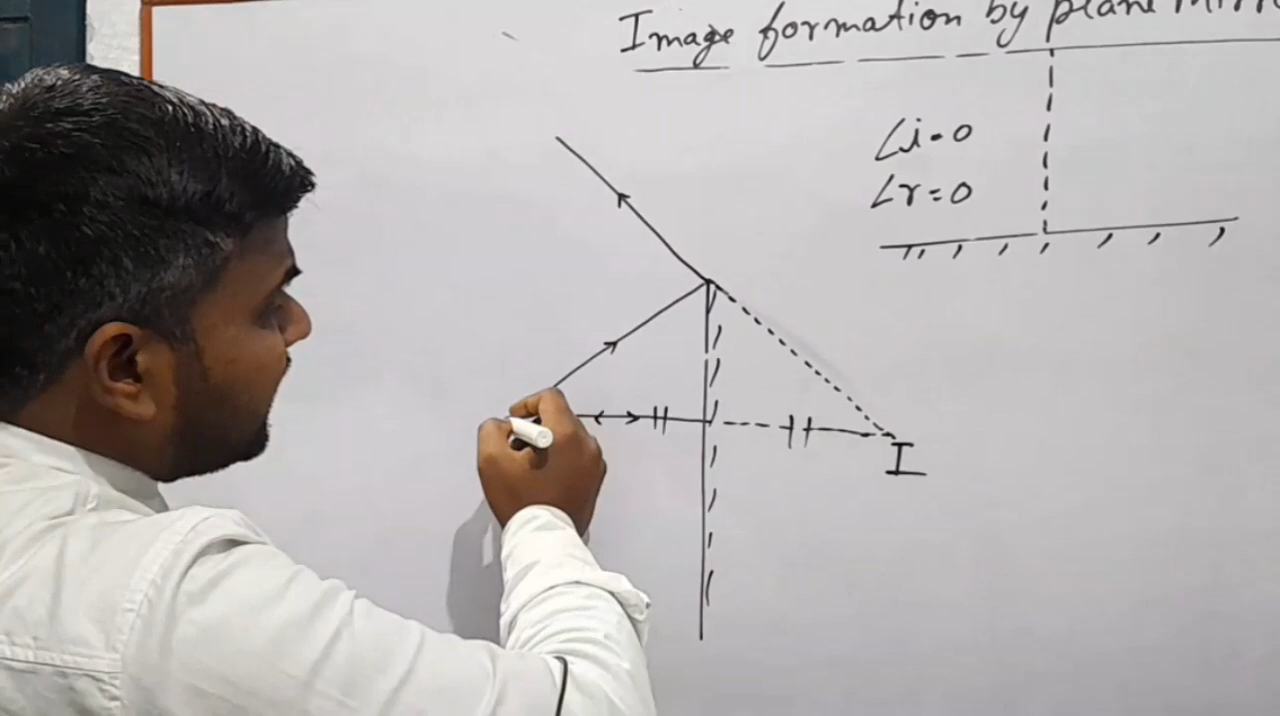 Image formation by plane
∠i=0
∠r=0
I